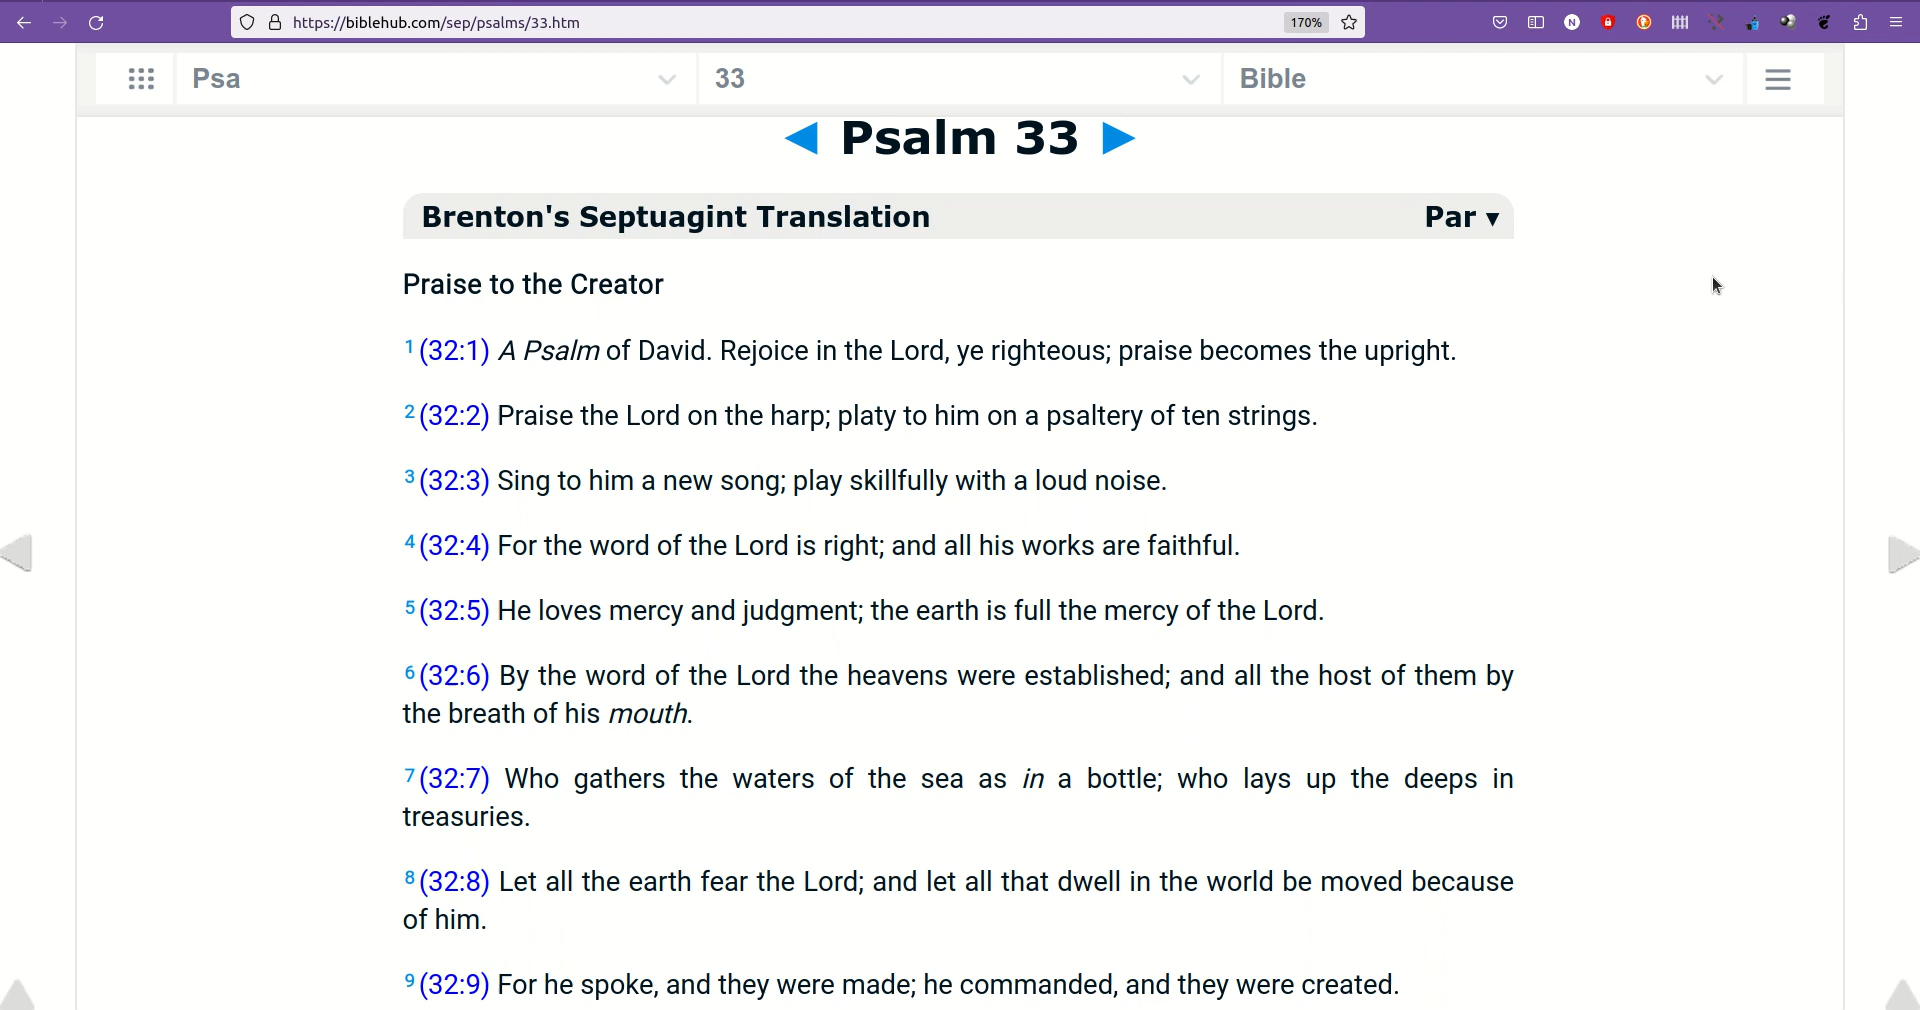 https://biblehub.com/sep/psalms/33.htm 170%
Psa 33 Bible
Psalm 33
Brenton's Septuagint Translation Par ▼
Praise to the Creator
1 (32:1) A Psalm of David. Rejoice in the Lord, ye righteous; praise becomes the upright.
2 (32:2) Praise the Lord on the harp; platy to him on a psaltery of ten strings.
3 (32:3) Sing to him a new song; play skillfully with a loud noise.
4 (32:4) For the word of the Lord is right; and all his works are faithful.
5 (32:5) He loves mercy and judgment; the earth is full the mercy of the Lord.
6 (32:6) By the word of the Lord the heavens were established; and all the host of them by
the breath of his mouth.
7 (32:7) Who gathers the waters of the sea as in a bottle; who lays up the deeps in
treasuries.
8 (32:8) Let all the earth fear the Lord; and let all that dwell in the world be moved because
of him.
9 (32:9) For he spoke, and they were made; he commanded, and they were created.